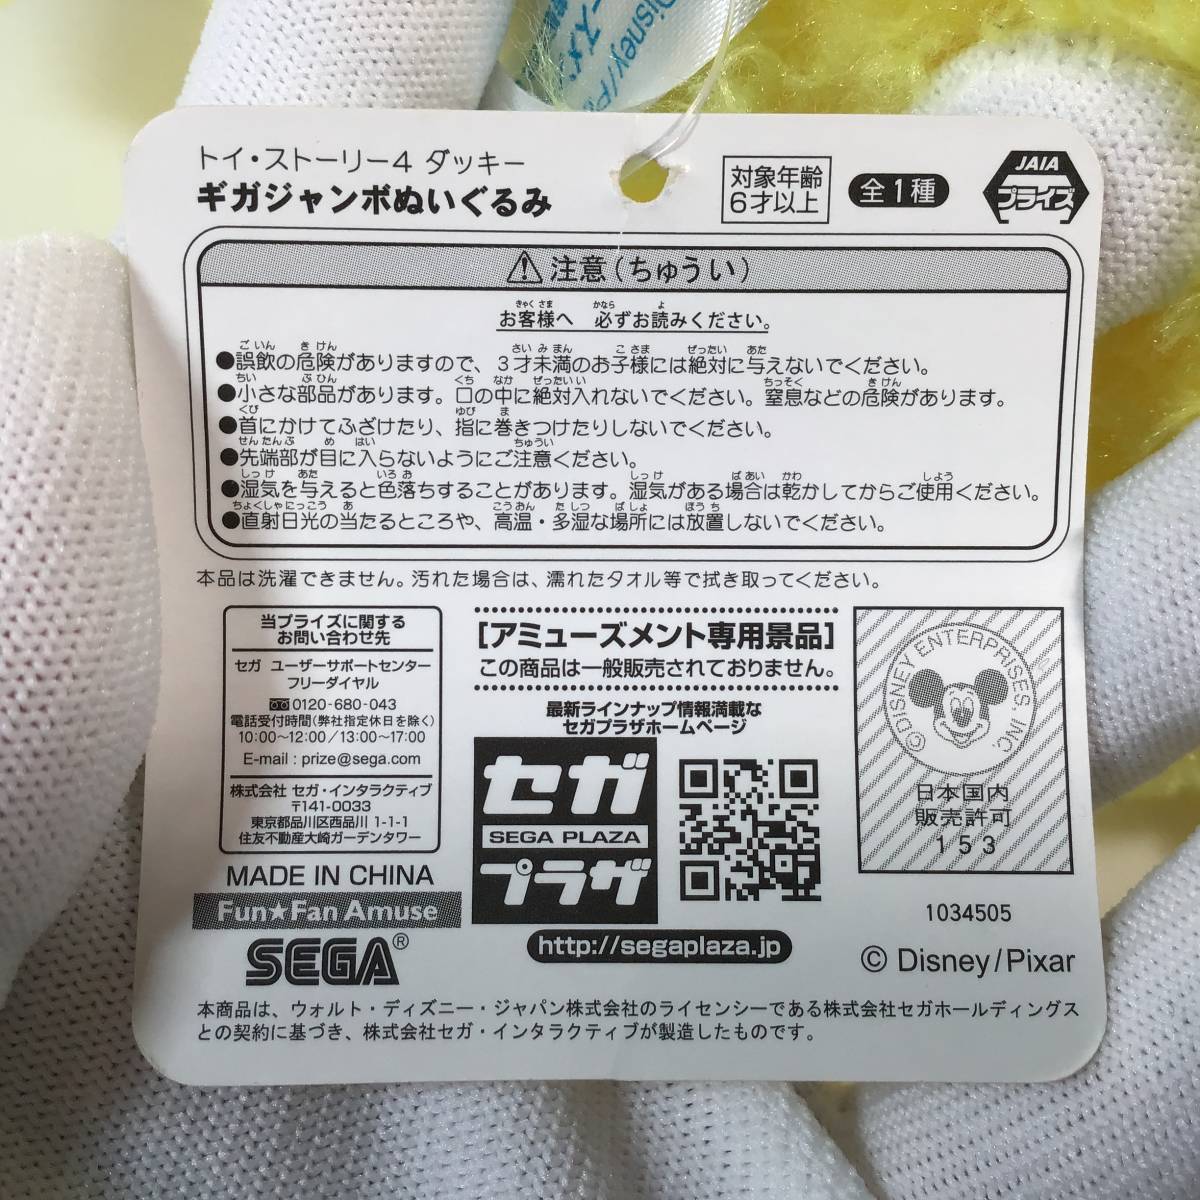 Disney/Pi
トイ・ストーリー4 ダッキー
ギガジャンボぬいぐるみ
対象年齢
6才以上
全1種
JAIA
プライズ
⚠注意(ちゅうい)
お客様へ 必ずお読みください。
●誤飲の危険がありますので、3才未満のお子様には絶対に与えないでください。
●小さな部品があります。口の中に絶対入れないでください。窒息などの危険があります。
●首にかけてふざけたり、指に巻きつけたりしないでください。
●先端部が目に入らないようにご注意ください。
●湿気を与えると色落ちすることがあります。湿気がある場合は乾かしてからご使用ください。
●直射日光の当たるところや、高温・多湿な場所には放置しないでください。
本品は洗濯できません。汚れた場合は、濡れたタオル等で拭き取ってください。
当プライズに関する
お問い合わせ先
セガ ユーザーサポートセンター
フリーダイヤル
0120-680-043
電話受付時間(弊社指定休日を除く)
10:00~12:00/13:00~17:00
E-mail : prize@sega.com
株式会社 セガ・インタラクティブ
〒141-0033
東京都品川区西品川 1-1-1
住友不動産大崎ガーデンタワー
MADE IN CHINA
Fun★Fan Amuse
SEGA®
[アミューズメント専用景品]
この商品は一般販売されておりません。
最新ラインナップ情報満載な
セガプラザホームページ
セガ
SEGA PLAZA
プラザ
http://segaplaza.jp
©DISNEY ENTERPRISES, INC.
日本国内
販売許可
153
1034505
© Disney/Pixar
本商品は、ウォルト・ディズニー・ジャパン株式会社のライセンシーである株式会社セガホールディングス
との契約に基づき、株式会社セガ・インタラクティブが製造したものです。